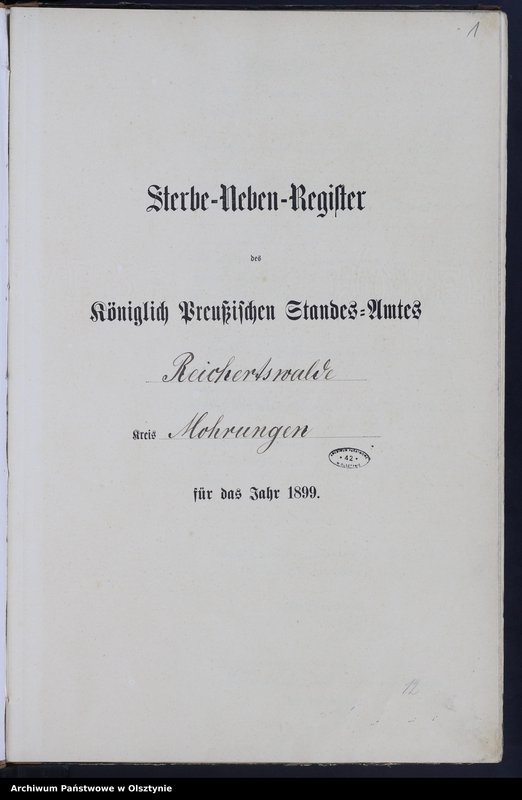 1
Sterbe-Neben-Register
des
Königlich Preußischen Standes-Amtes
Reichertswalde
Kreis Mohrungen
* 42 *
für das Jahr 1899.
12
Archiwum Państwowe w Olsztynie